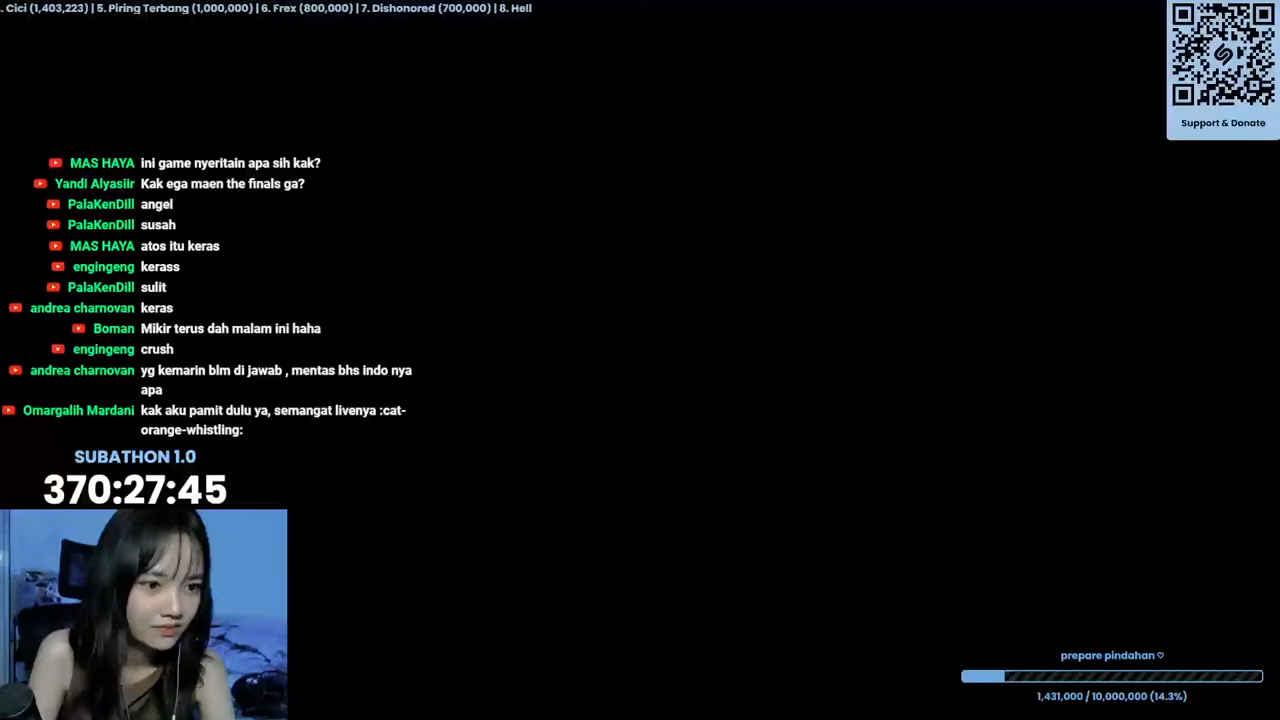 . Cici (1,403,223) | 5. Piring Terbang (1,000,000) | 6. Frex (800,000) | 7. Dishonored (700,000) | 8. Hell
Support & Donate
MAS HAYA ini game nyeritain apa sih kak?
Yandi Alyasiir Kak ega maen the finals ga?
PalaKenDill angel
PalaKenDill susah
MAS HAYA atos itu keras
engingeng kerass
PalaKenDill sulit
andrea charnovan keras
Boman Mikir terus dah malam ini haha
engingeng crush
andrea charnovan yg kemarin blm di jawab , mentas bhs indo nya
apa
Omargalih Mardani kak aku pamit dulu ya, semangat livenya :cat-
orange-whistling:
SUBATHON 1.0
370:27:45
prepare pindahan ♡
1,431,000 / 10,000,000 (14.3%)